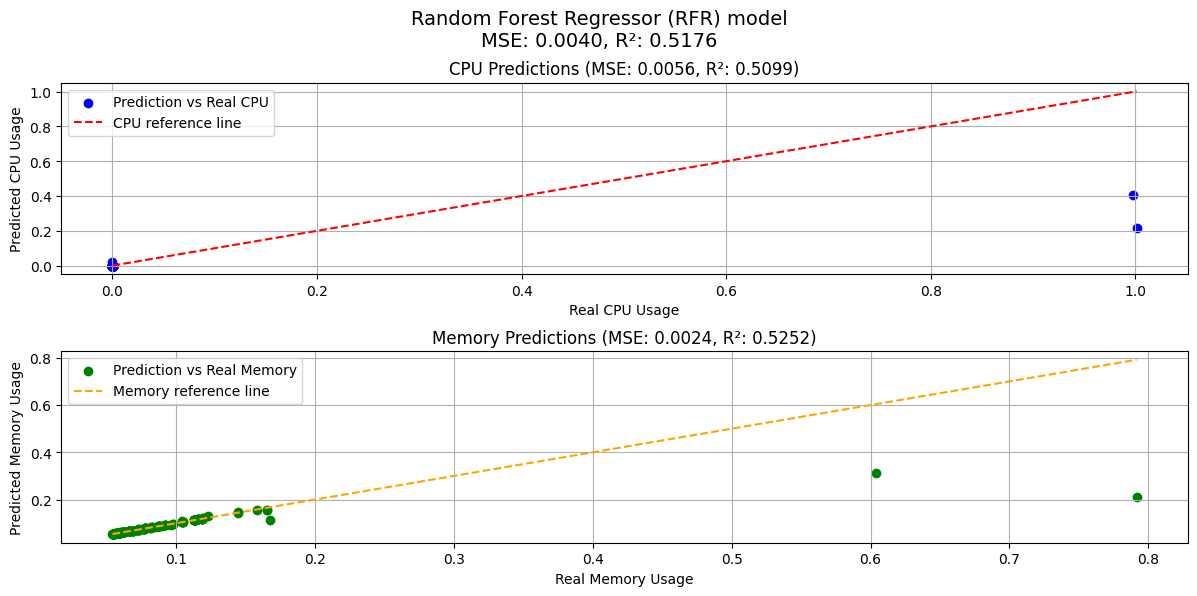 Random Forest Regressor (RFR) model
MSE: 0.0040, R²: 0.5176
CPU Predictions (MSE: 0.0056, R²: 0.5099)
Predicted CPU Usage
1.0
0.8
0.6
0.4
0.2
0.0
Prediction vs Real CPU
CPU reference line
0.0 0.2 0.4 0.6 0.8 1.0
Real CPU Usage
Memory Predictions (MSE: 0.0024, R²: 0.5252)
Predicted Memory Usage
0.8
0.6
0.4
0.2
Prediction vs Real Memory
Memory reference line
0.1 0.2 0.3 0.4 0.5 0.6 0.7 0.8
Real Memory Usage